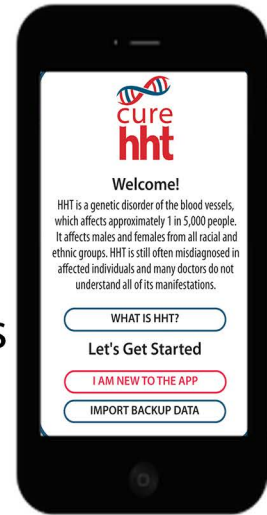 cure
hht
Welcome!
HHT is a genetic disorder of the blood vessels,
which affects approximately 1 in 5,000 people.
It affects males and females from all racial and
ethnic groups. HHT is still often misdiagnosed in
affected individuals and many doctors do not
understand all of its manifestations.
WHAT IS HHT?
s
Let's Get Started
I AM NEW TO THE APP
IMPORT BACKUP DATA